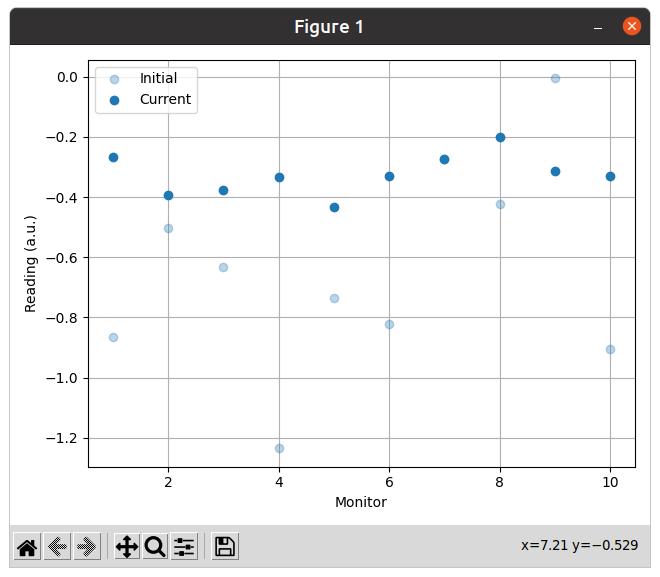 Figure 1
Initial
Current
0.0
−0.2
−0.4
−0.6
−0.8
−1.0
−1.2
Reading (a.u.)
2 4 6 8 10
Monitor
x=7.21 y=−0.529